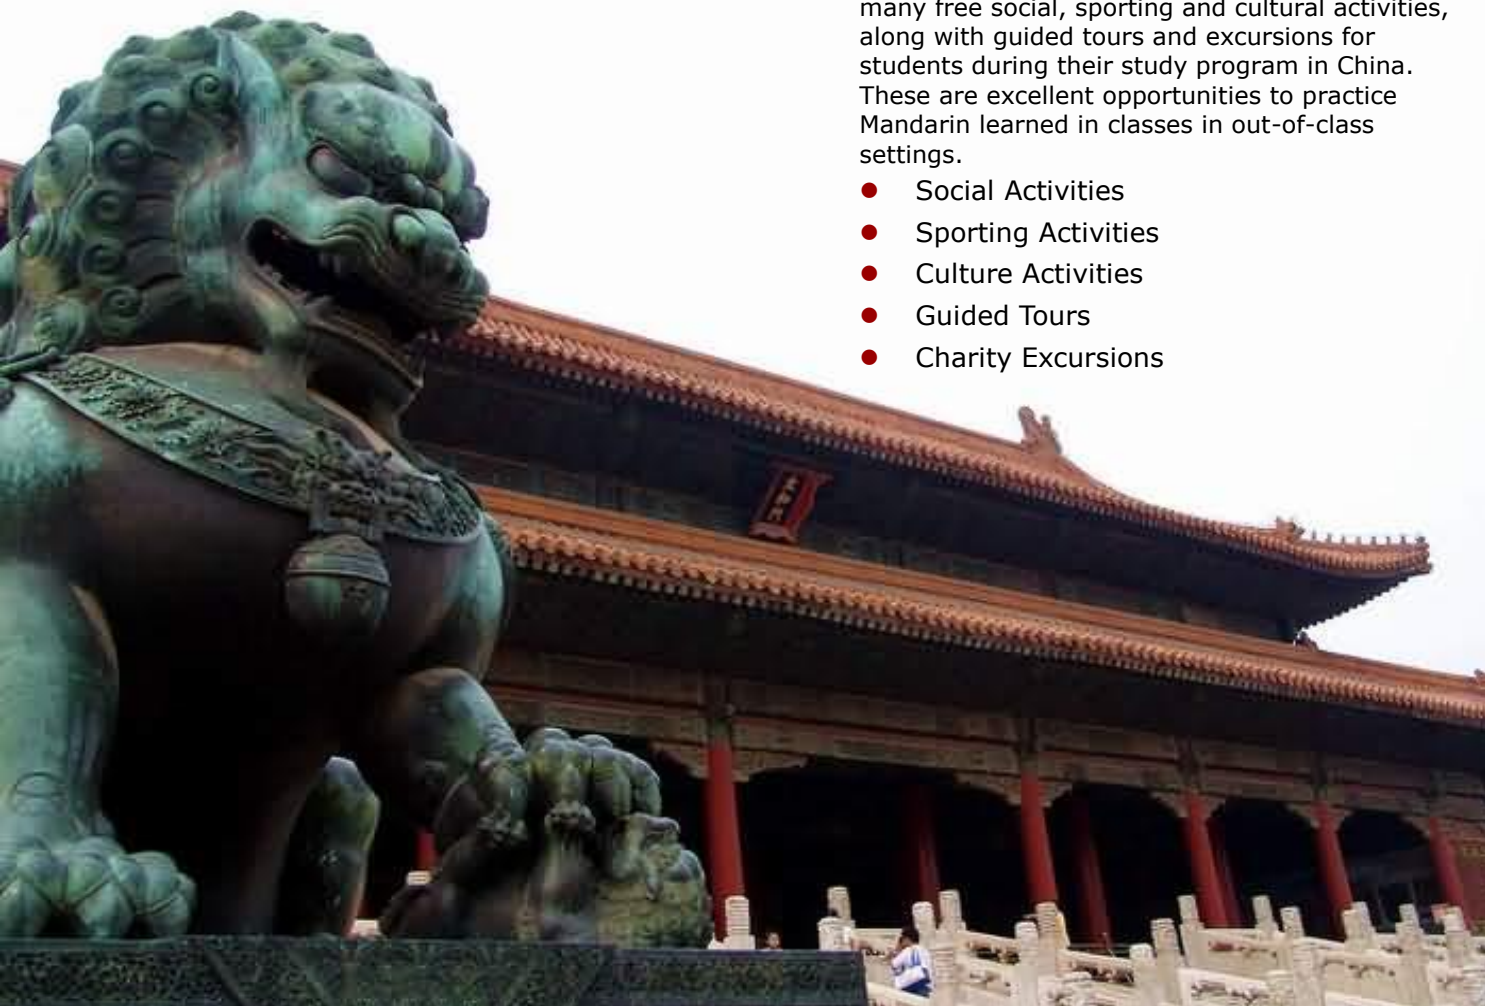 many free social, sporting and cultural activities,
along with guided tours and excursions for
students during their study program in China.
These are excellent opportunities to practice
Mandarin learned in classes in out-of-class
settings.
● Social Activities
● Sporting Activities
● Culture Activities
● Guided Tours
● Charity Excursions